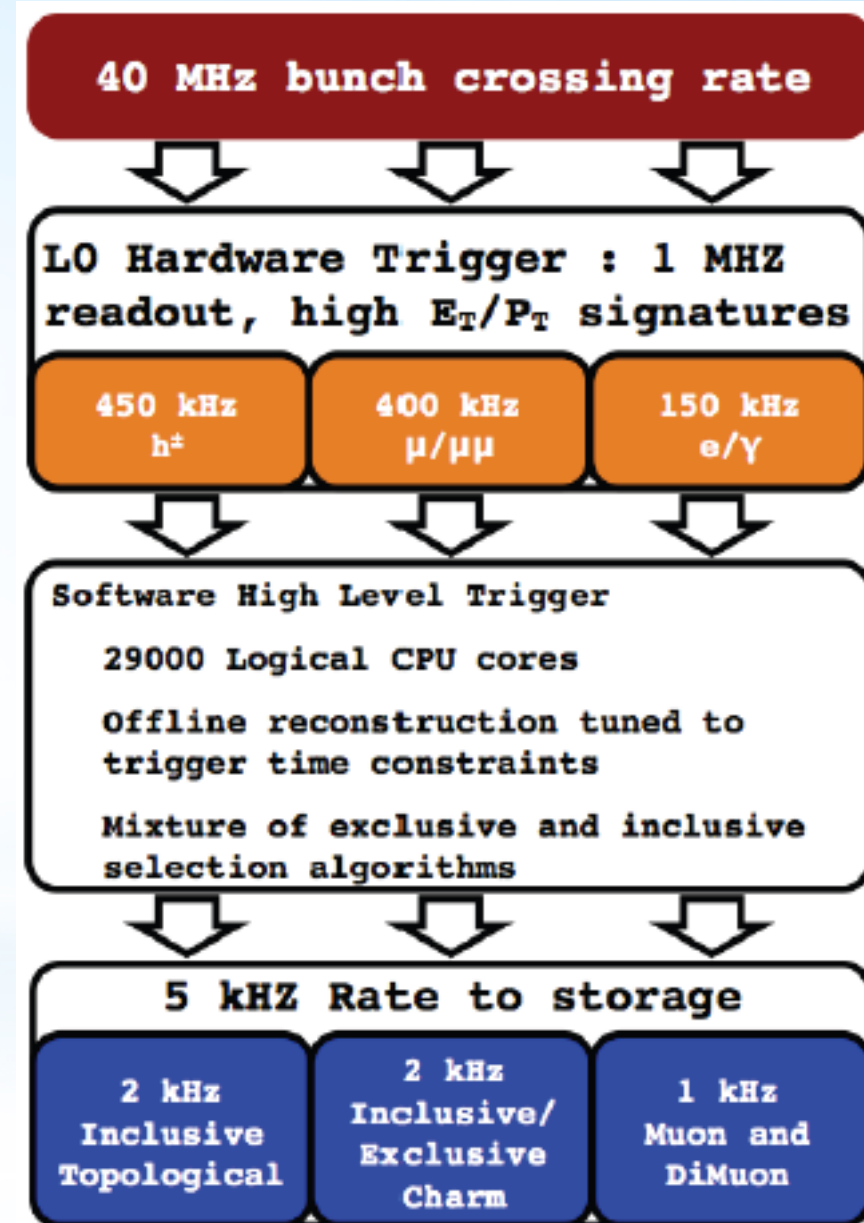 40 MHz bunch crossing rate
L0 Hardware Trigger : 1 MHZ
readout, high E_T/P_T signatures
450 kHz
h±
400 kHz
μ/μμ
150 kHz
e/γ
Software High Level Trigger
29000 Logical CPU cores
Offline reconstruction tuned to
trigger time constraints
Mixture of exclusive and inclusive
selection algorithms
5 kHZ Rate to storage
2 kHz
Inclusive
Topological
2 kHz
Inclusive/
Exclusive
Charm
1 kHz
Muon and
DiMuon